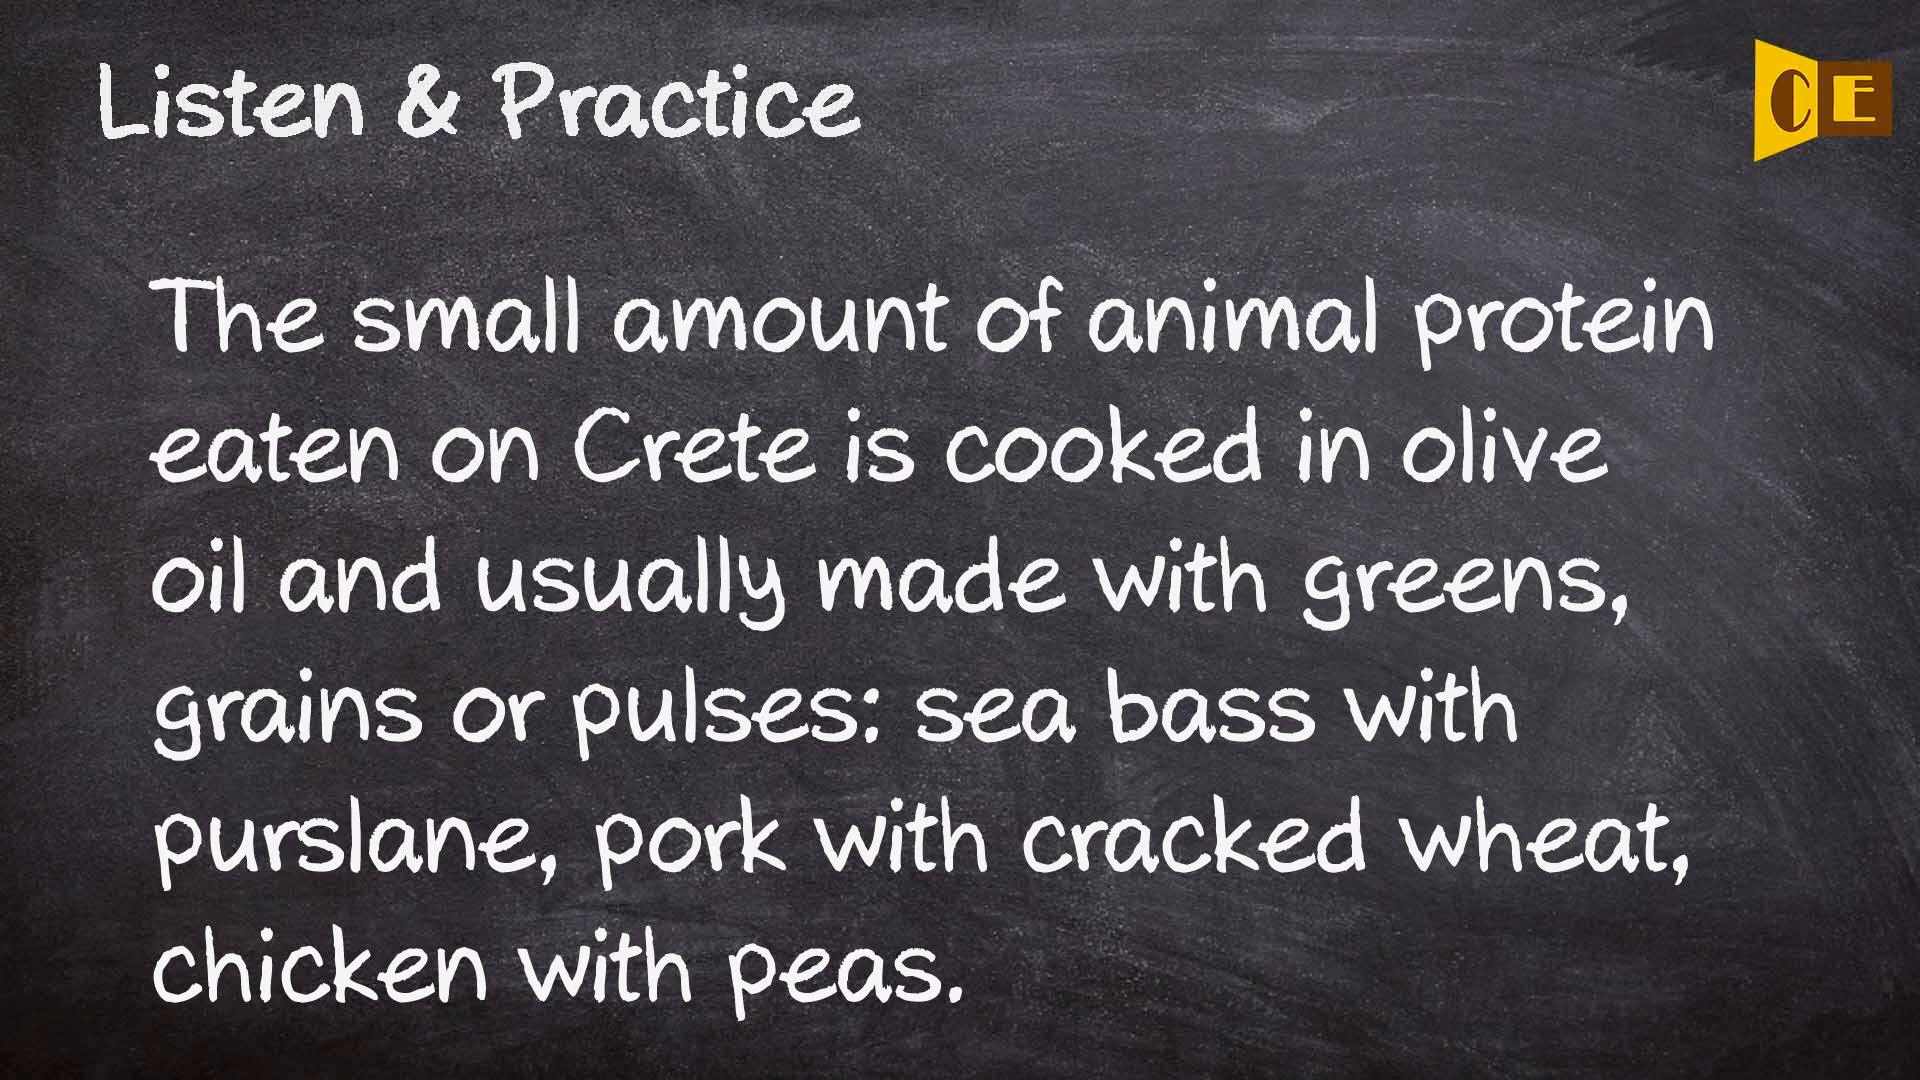 Listen & Practice
CE
The small amount of animal protein
eaten on Crete is cooked in olive
oil and usually made with greens,
grains or pulses: sea bass with
purslane, pork with cracked wheat,
chicken with peas.